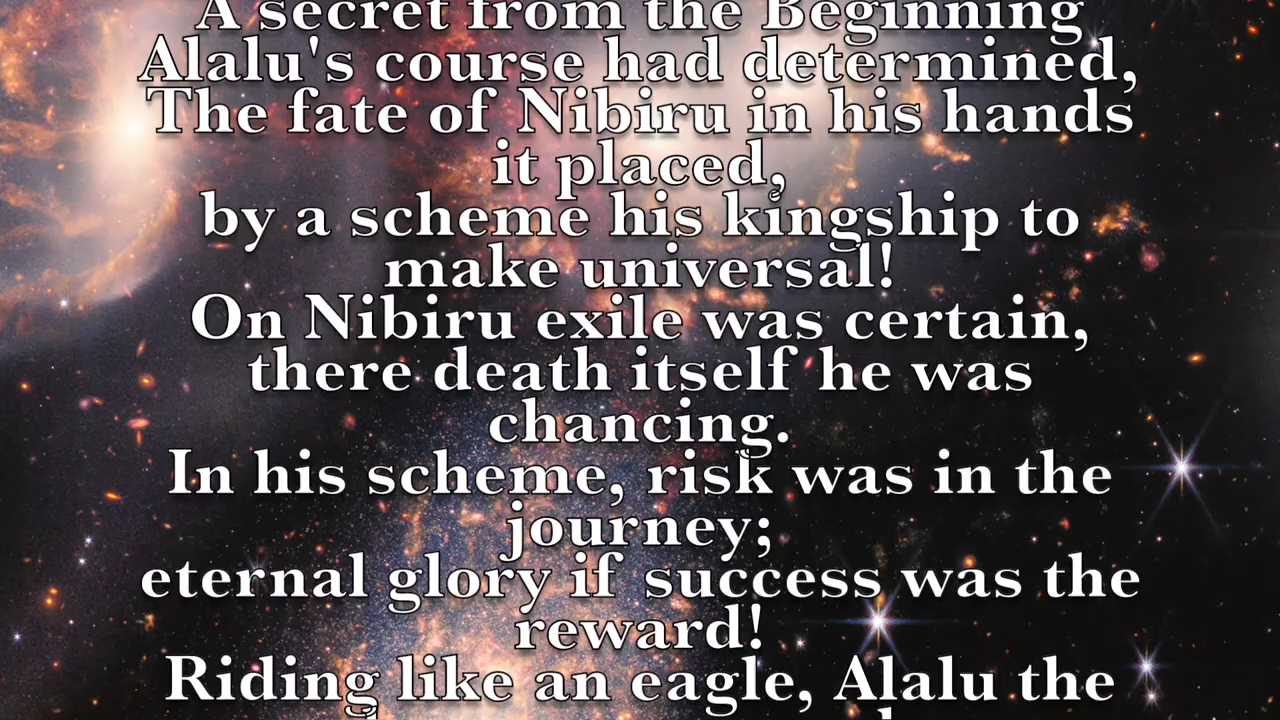 A secret from the Beginning
Alalu's course had determined,
The fate of Nibiru in his hands
it placed,
by a scheme his kingship to
make universal!
On Nibiru exile was certain,
there death itself he was
chancing.
In his scheme, risk was in the
journey;
eternal glory if success was the
reward!
Riding like an eagle, Alalu the